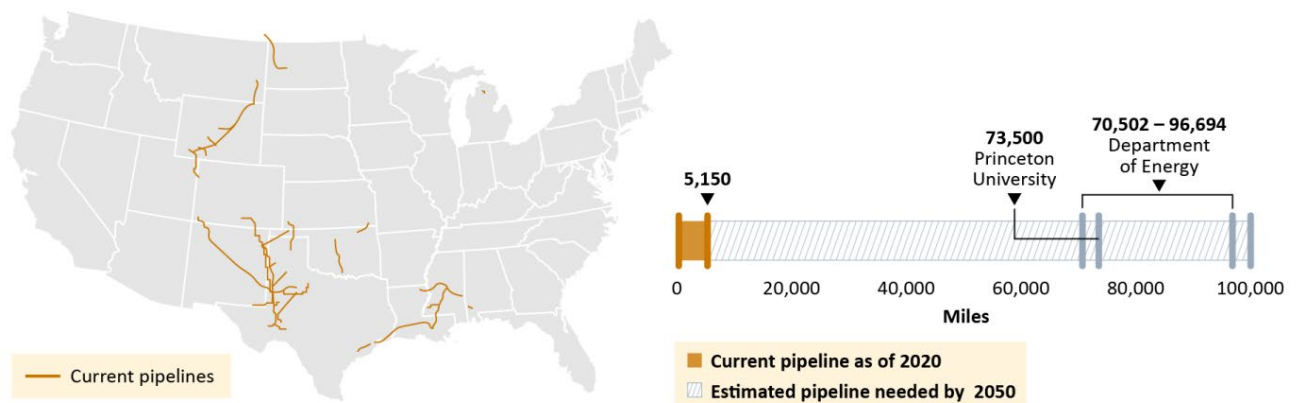 Current pipelines
5,150
73,500
Princeton
University
70,502 – 96,694
Department
of Energy
0 20,000 40,000 60,000 80,000 100,000
Miles
Current pipeline as of 2020
Estimated pipeline needed by 2050